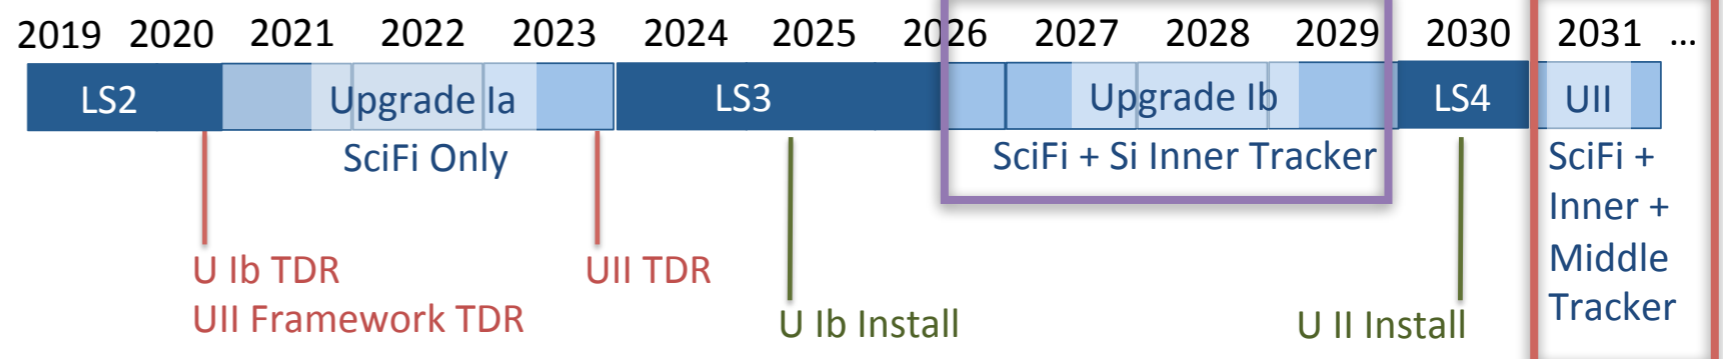 2019 2020 2021 2022 2023 2024 2025 2026 2027 2028 2029 2030 2031 ...
LS2 Upgrade Ia LS3 Upgrade Ib LS4 UII
SciFi Only SciFi + Si Inner Tracker SciFi +
Inner +
Middle
Tracker
U Ib TDR UII TDR
UII Framework TDR
U Ib Install U II Install